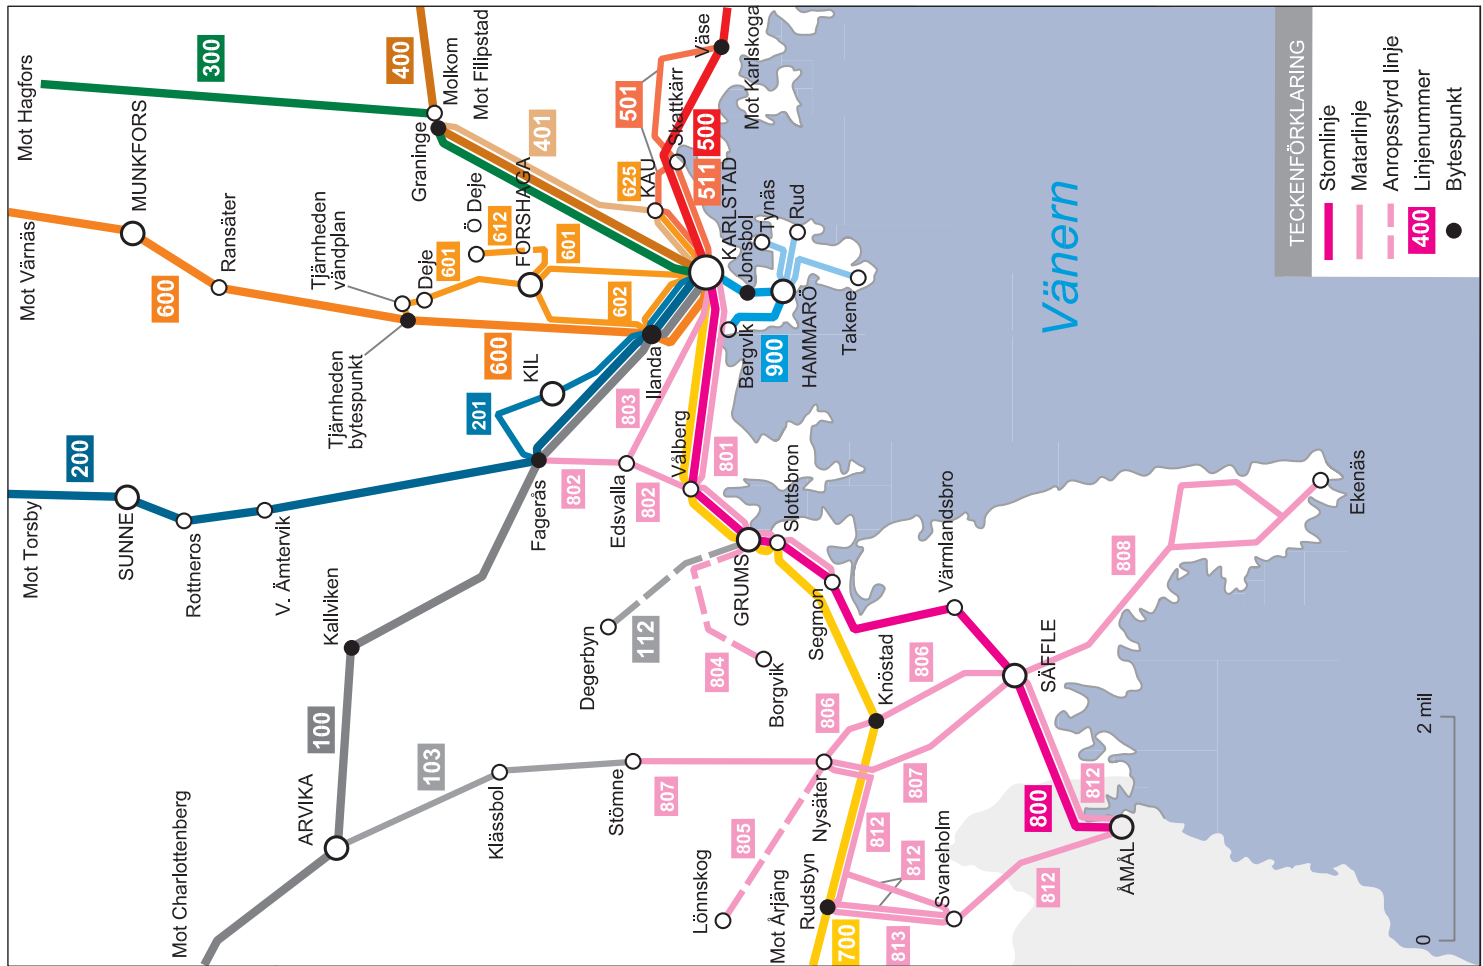 Mot Hagfors
300
400
Molkom
Mot Filipstad
Graninge
401
MUNKFORS
Mot Värnäs
600
Ransäter
Tjärnheden
vändplan
Deje
601
Ö Deje
612
FORSHAGA
601
602
600
Tjärnheden
bytespunkt
KIL
201
Ilanda
625
KAU
501
Skattkärr
Väse
500
511
Mot Karlskoga
KARLSTAD
Jonsbol
Tynäs
Rud
Bergvik
900
HAMMARÖ
Takene
Vänern
200
Mot Torsby
SUNNE
Rottneros
V. Ämtervik
Fagerås
802
Edsvalla
802
803
Vålberg
801
Slottsbron
GRUMS
Segmon
Värmlandsbro
Kallviken
100
ARVIKA
Mot Charlottenberg
103
Klässbol
Stömne
807
Degerbyn
112
804
Borgvik
Knöstad
806
806
SÄFFLE
808
Ekenäs
Nysäter
807
805
Lönnskog
Mot Årjäng
Rudsbyn
700
812
812
813
Svaneholm
812
800
812
ÅMÅL
0
2 mil
TECKENFÖRKLARING
Stomlinje
Matarlinje
Anropsstyrd linje
400
Linjenummer
Bytespunkt